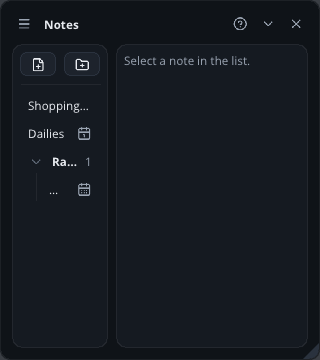 Notes
Select a note in the list.
Shopping...
Dailies
Ra... 1
...